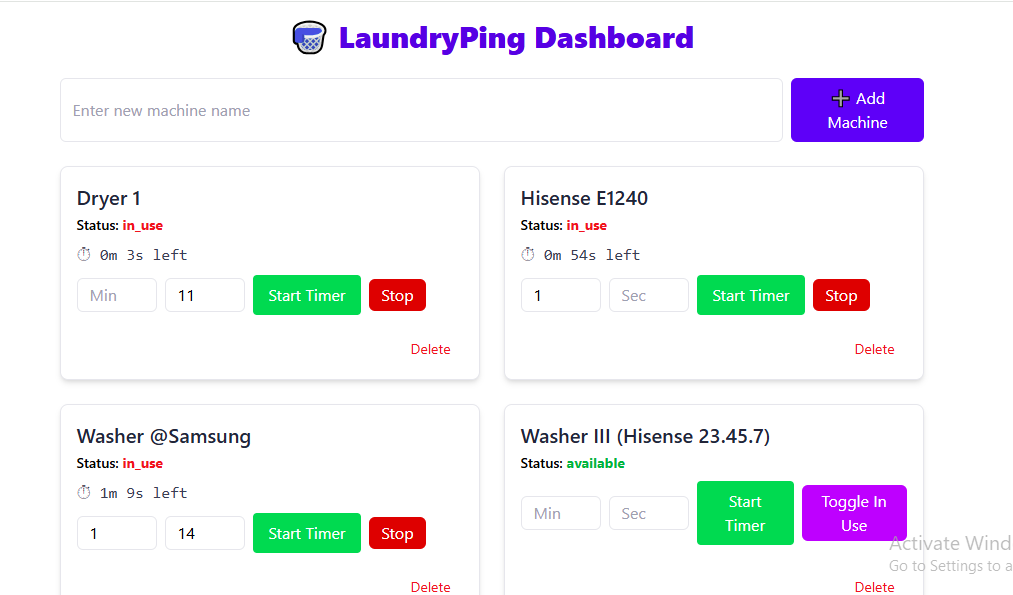 LaundryPing Dashboard
Enter new machine name
➕ Add
Machine
Dryer 1
Status: in_use
⏱ 0m 3s left
Min
11
Start Timer
Stop
Delete
Hisense E1240
Status: in_use
⏱ 0m 54s left
1
Sec
Start Timer
Stop
Delete
Washer @Samsung
Status: in_use
⏱ 1m 9s left
1
14
Start Timer
Stop
Delete
Washer III (Hisense 23.45.7)
Status: available
Min
Sec
Start
Timer
Toggle In
Use
Delete
Activate Wind
Go to Settings to a